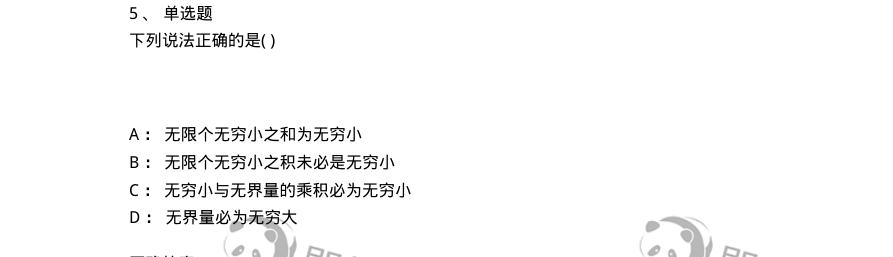 5 、 单选题
下列说法正确的是( )
A： 无限个无穷小之和为无穷小
B： 无限个无穷小之积未必是无穷小
C： 无穷小与无界量的乘积必为无穷小
D： 无界量必为无穷大